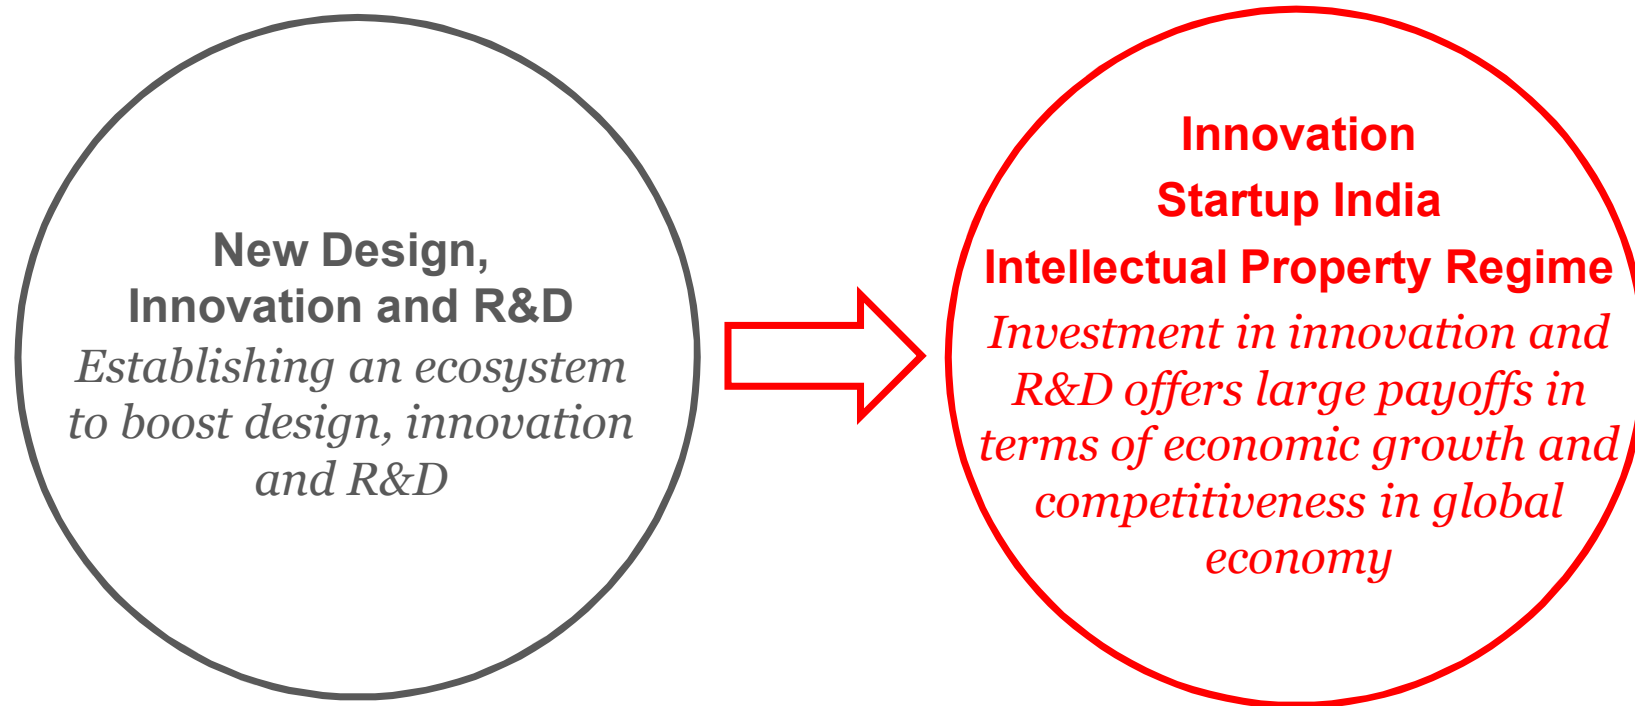 New Design,
Innovation and R&D
Establishing an ecosystem
to boost design, innovation
and R&D
Innovation
Startup India
Intellectual Property Regime
Investment in innovation and
R&D offers large payoffs in
terms of economic growth and
competitiveness in global
economy